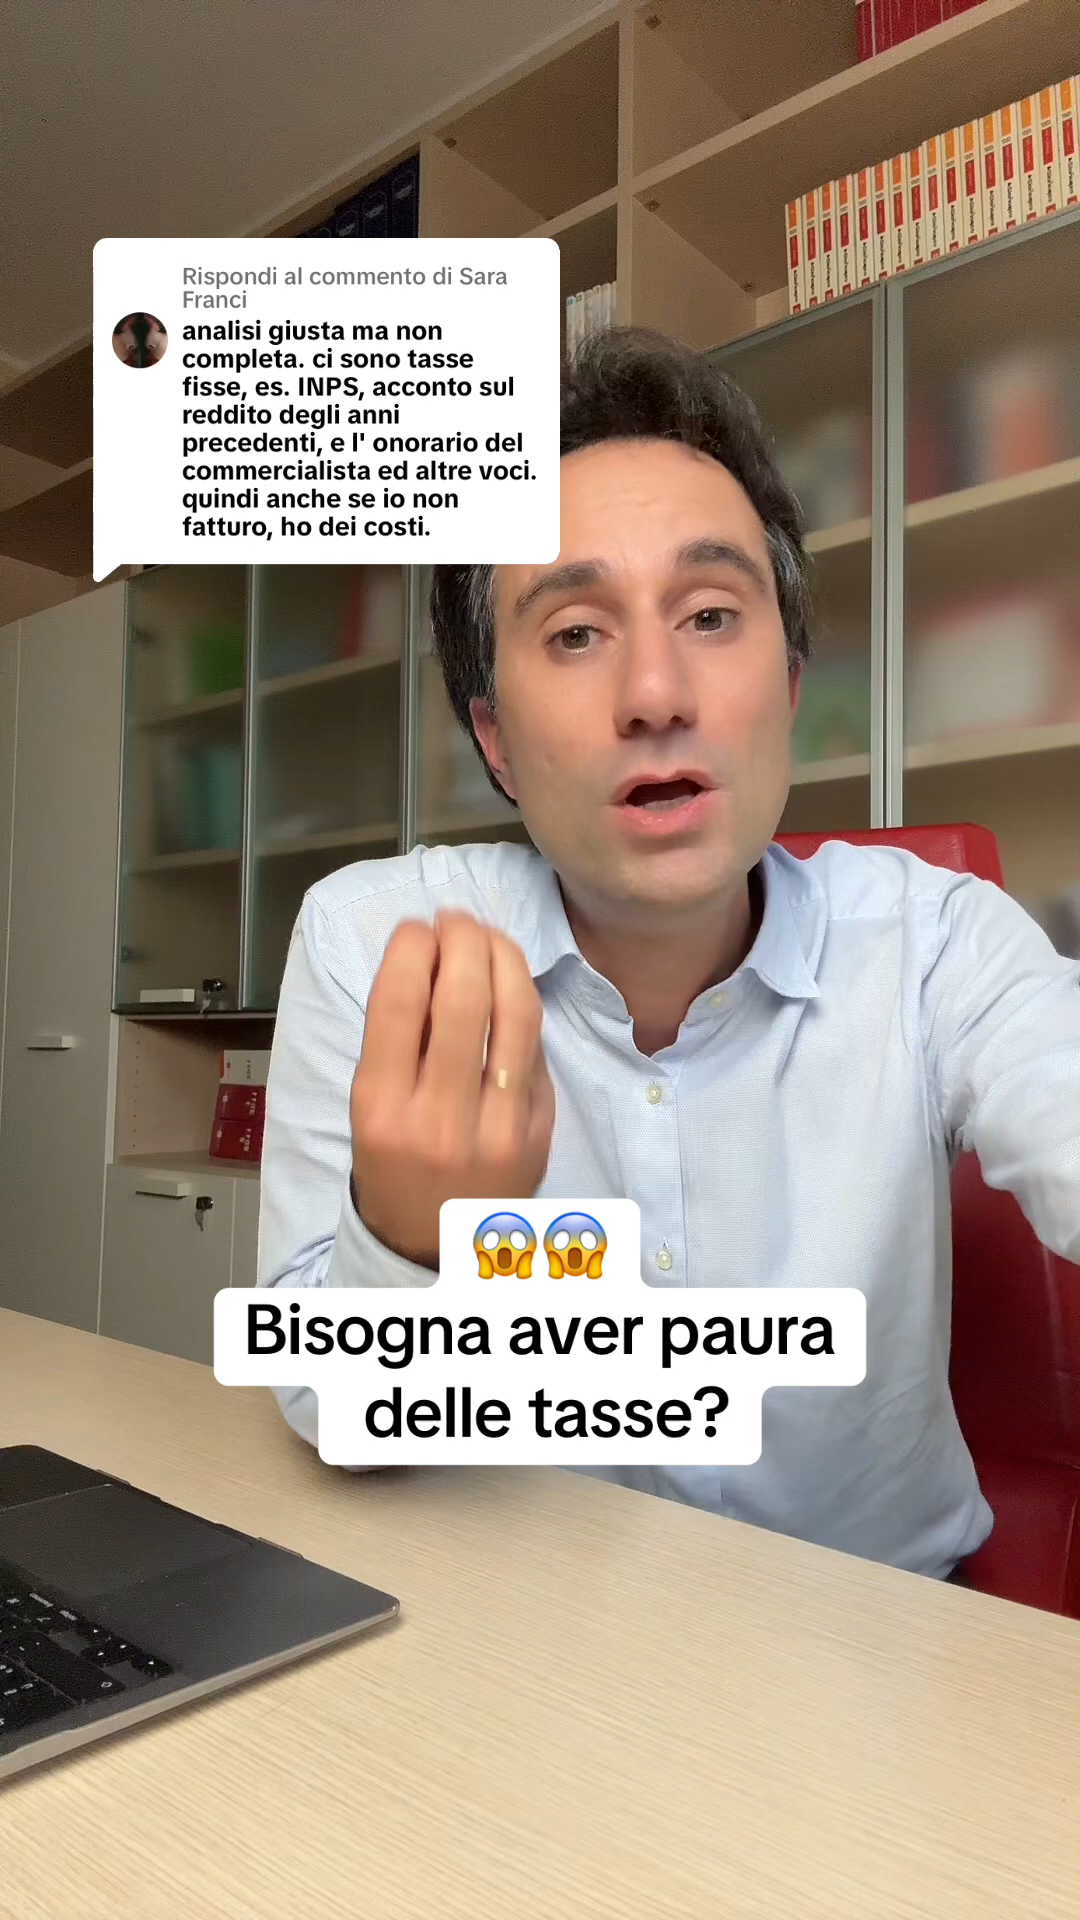 Rispondi al commento di Sara
Franci
analisi giusta ma non
completa. ci sono tasse
fisse, es. INPS, acconto sul
reddito degli anni
precedenti, e l' onorario del
commercialista ed altre voci.
quindi anche se io non
fatturo, ho dei costi.
😱😱
Bisogna aver paura
delle tasse?